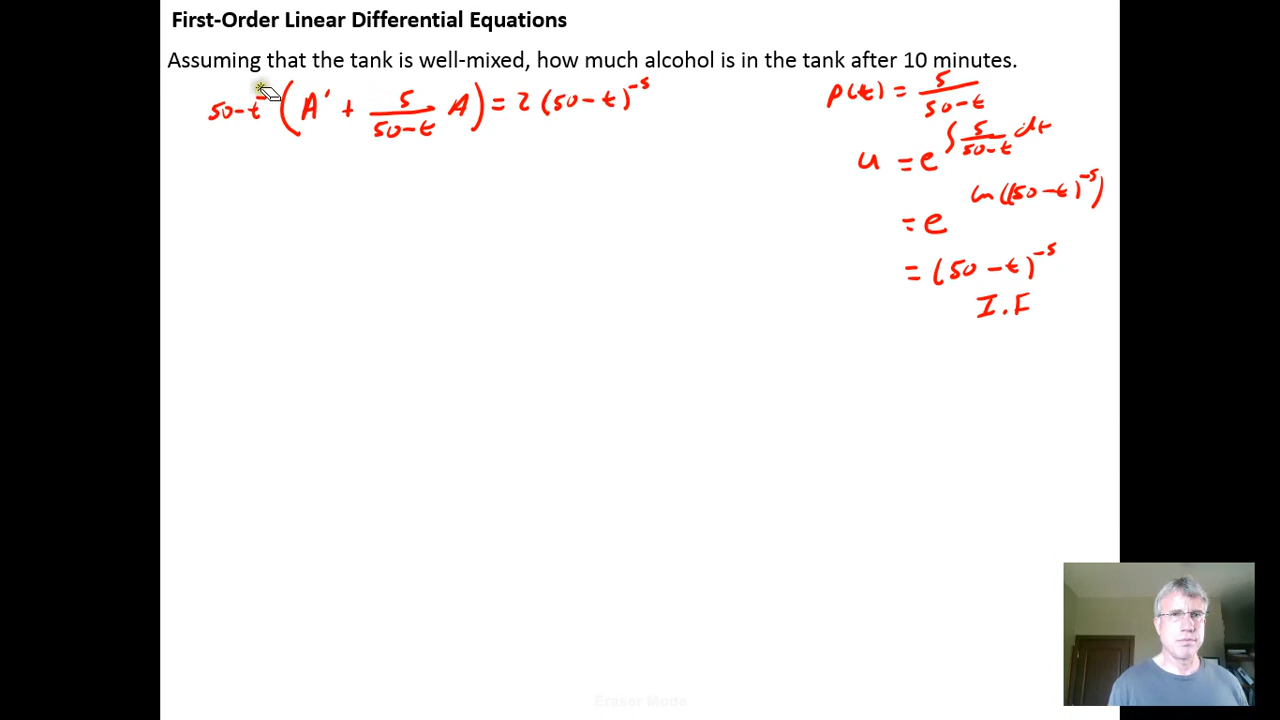 First-Order Linear Differential Equations
Assuming that the tank is well-mixed, how much alcohol is in the tank after 10 minutes.
50-t (A' + 5/(50-t) A) = 2(50-t)^-5
p(t) = 5/(50-t)
u = e^∫ 5/(50-t) dt
= e^ln((50-t)^-5)
= (50-t)^-5
I.F
Eraser Mode